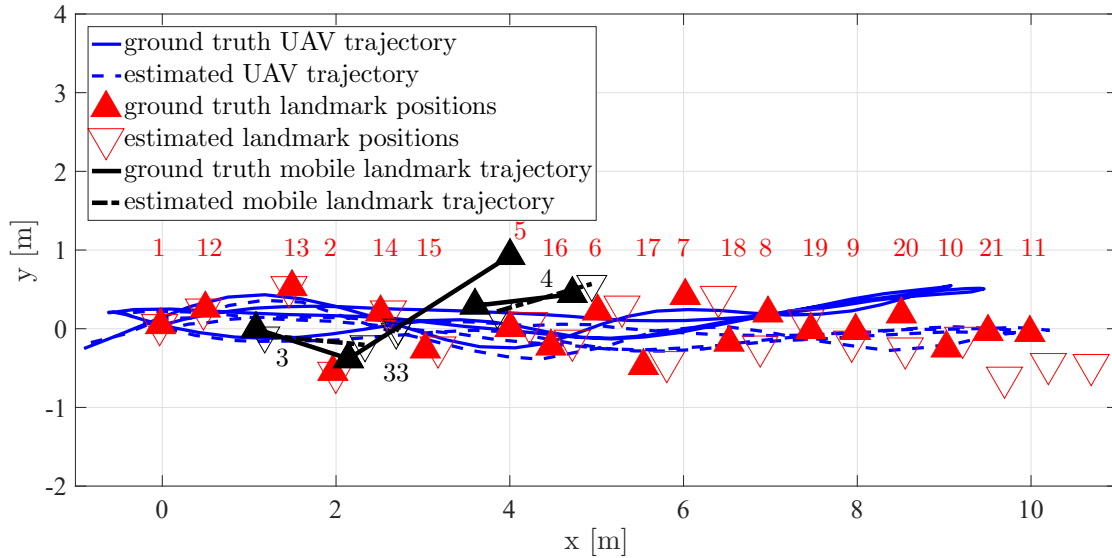 4
3
2
1
0
-1
-2
y [m]
ground truth UAV trajectory
estimated UAV trajectory
ground truth landmark positions
estimated landmark positions
ground truth mobile landmark trajectory
estimated mobile landmark trajectory
1 12 13 2 14 15 5 16 6 17 7 18 8 19 9 20 10 21 11
4
3
33
0 2 4 6 8 10
x [m]